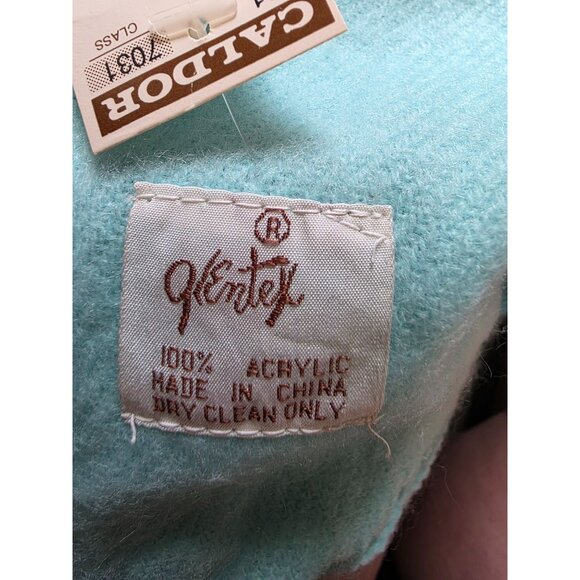 CALDOR
7031
CLASS
®
glentex
100% ACRYLIC
MADE IN CHINA
DRY CLEAN ONLY